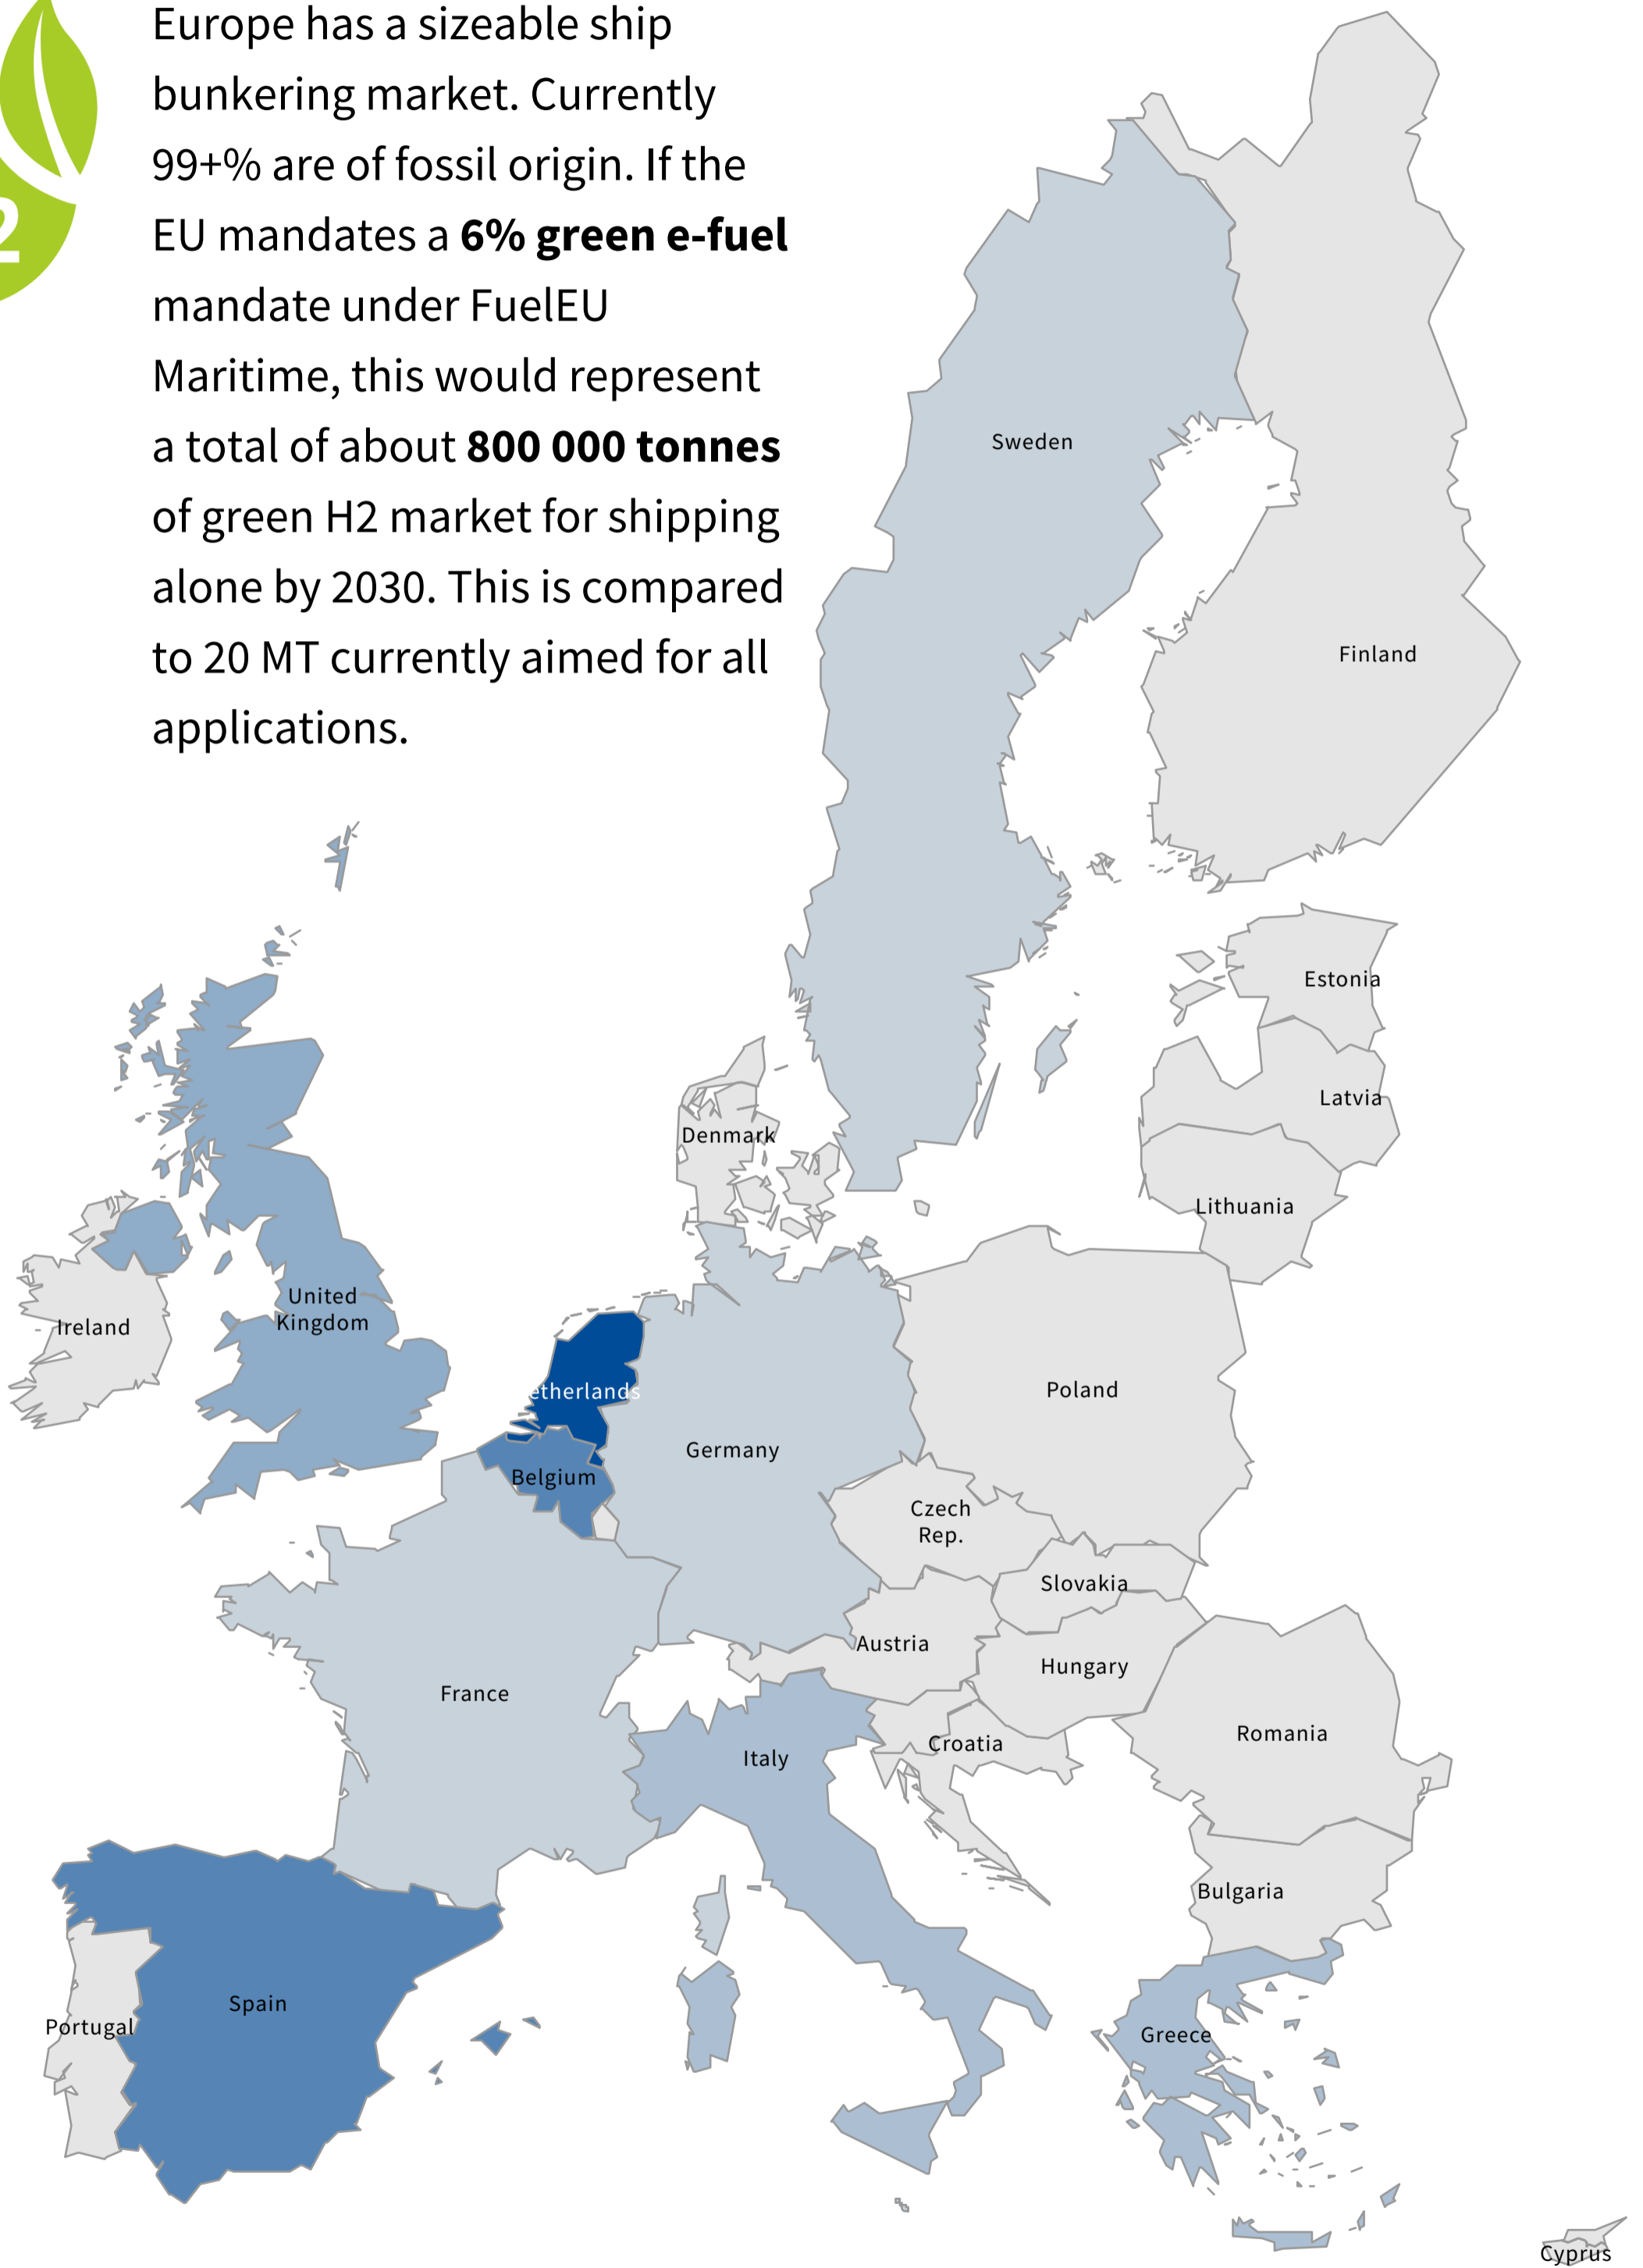 Europe has a sizeable ship
bunkering market. Currently
99+% are of fossil origin. If the
EU mandates a 6% green e-fuel
mandate under FuelEU
Maritime, this would represent
a total of about 800 000 tonnes
of green H2 market for shipping
alone by 2030. This is compared
to 20 MT currently aimed for all
applications.
2
Sweden
Finland
Estonia
Latvia
Denmark
Lithuania
United
Kingdom
Ireland
etherlands
Poland
Germany
Belgium
Czech
Rep.
Slovakia
Austria
Hungary
France
Romania
Croatia
Italy
Bulgaria
Spain
Portugal
Greece
Cyprus